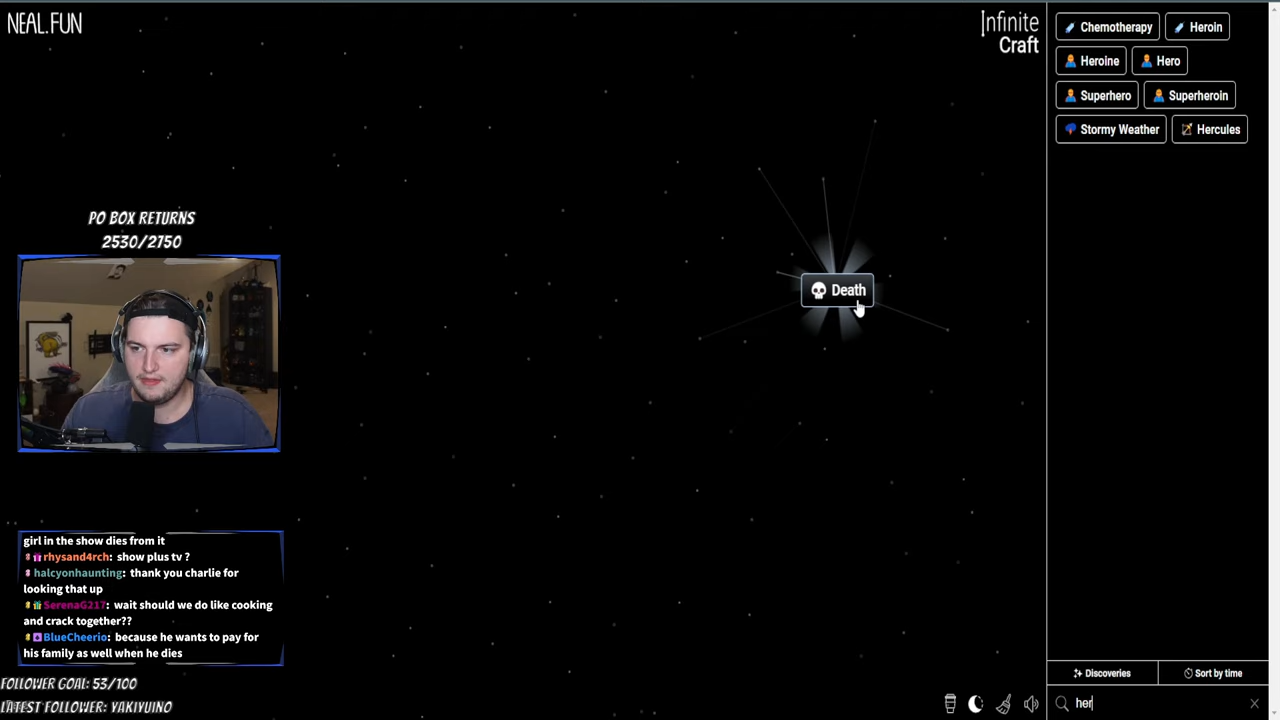 NEAL.FUN
Infinite
Craft
Chemotherapy
Heroin
Heroine
Hero
Superhero
Superheroin
Stormy Weather
Hercules
PO BOX RETURNS
2530/2750
Death
girl in the show dies from it
rhysand4rch: show plus tv ?
halcyonhaunting: thank you charlie for
looking that up
SerenaG217: wait should we do like cooking
and crack together??
BlueCheerio: because he wants to pay for
his family as well when he dies
FOLLOWER GOAL: 53/100
LATEST FOLLOWER: YAKIYUINO
Discoveries
Sort by time
her